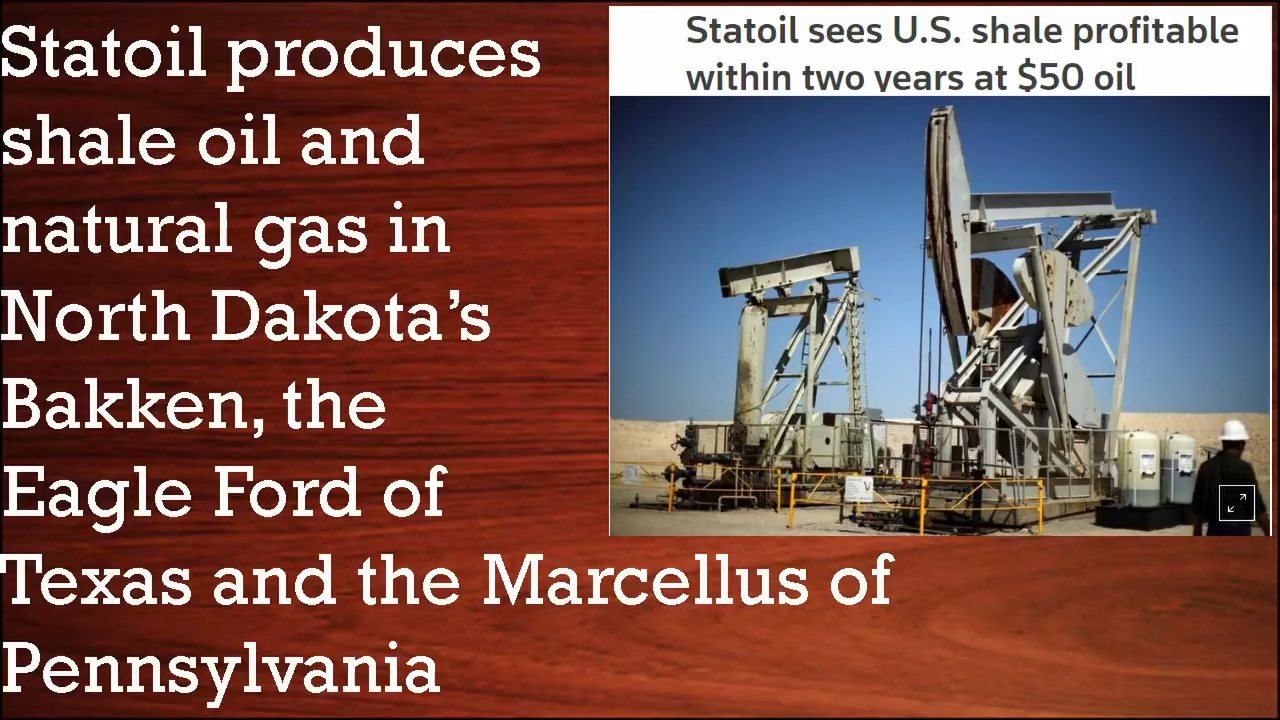 Statoil produces
shale oil and
natural gas in
North Dakota’s
Bakken, the
Eagle Ford of
Texas and the Marcellus of
Pennsylvania
Statoil sees U.S. shale profitable
within two years at $50 oil
V